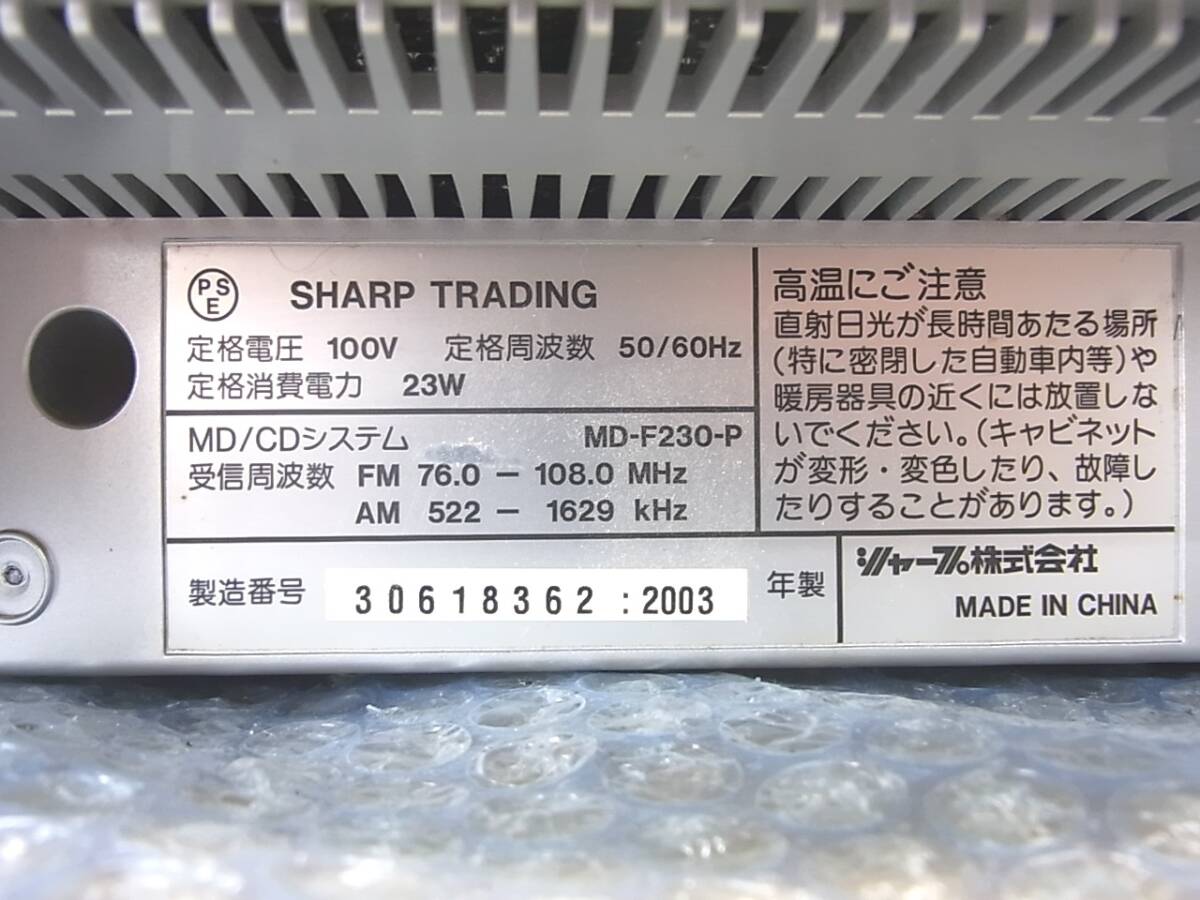 PSE SHARP TRADING
定格電圧 100V 定格周波数 50/60Hz
定格消費電力 23W
MD/CDシステム MD-F230-P
受信周波数 FM 76.0 − 108.0 MHz
AM 522 − 1629 kHz
高温にご注意
直射日光が長時間あたる場所
(特に密閉した自動車内等)や
暖房器具の近くには放置しな
いでください。(キャビネット
が変形・変色したり、故障し
たりすることがあります。)
製造番号 30618362 : 2003 年製
シャープ株式会社
MADE IN CHINA